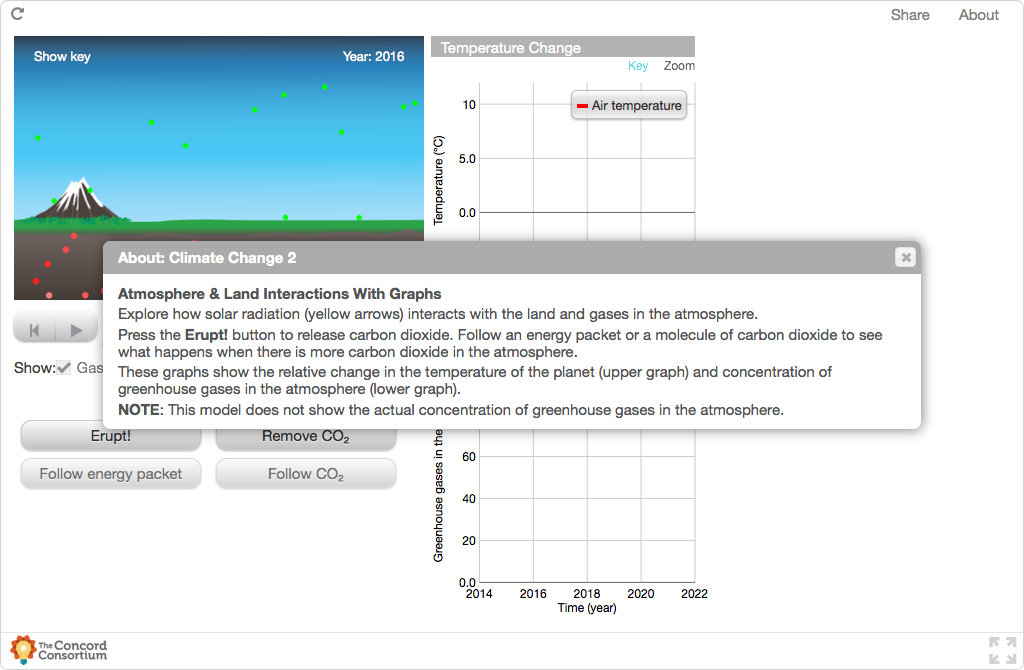 Share About
Show key
Year: 2016
Temperature Change
Key Zoom
Air temperature
Temperature (°C)
10
5.0
0.0
About: Climate Change 2
Atmosphere & Land Interactions With Graphs
Explore how solar radiation (yellow arrows) interacts with the land and gases in the atmosphere.
Press the Erupt! button to release carbon dioxide. Follow an energy packet or a molecule of carbon dioxide to see
what happens when there is more carbon dioxide in the atmosphere.
These graphs show the relative change in the temperature of the planet (upper graph) and concentration of
greenhouse gases in the atmosphere (lower graph).
NOTE: This model does not show the actual concentration of greenhouse gases in the atmosphere.
Show: Gas
Erupt!
Remove CO₂
Follow energy packet
Follow CO₂
Greenhouse gases in the
60
40
20
0.0
2014 2016 2018 2020 2022
Time (year)
The Concord
Consortium